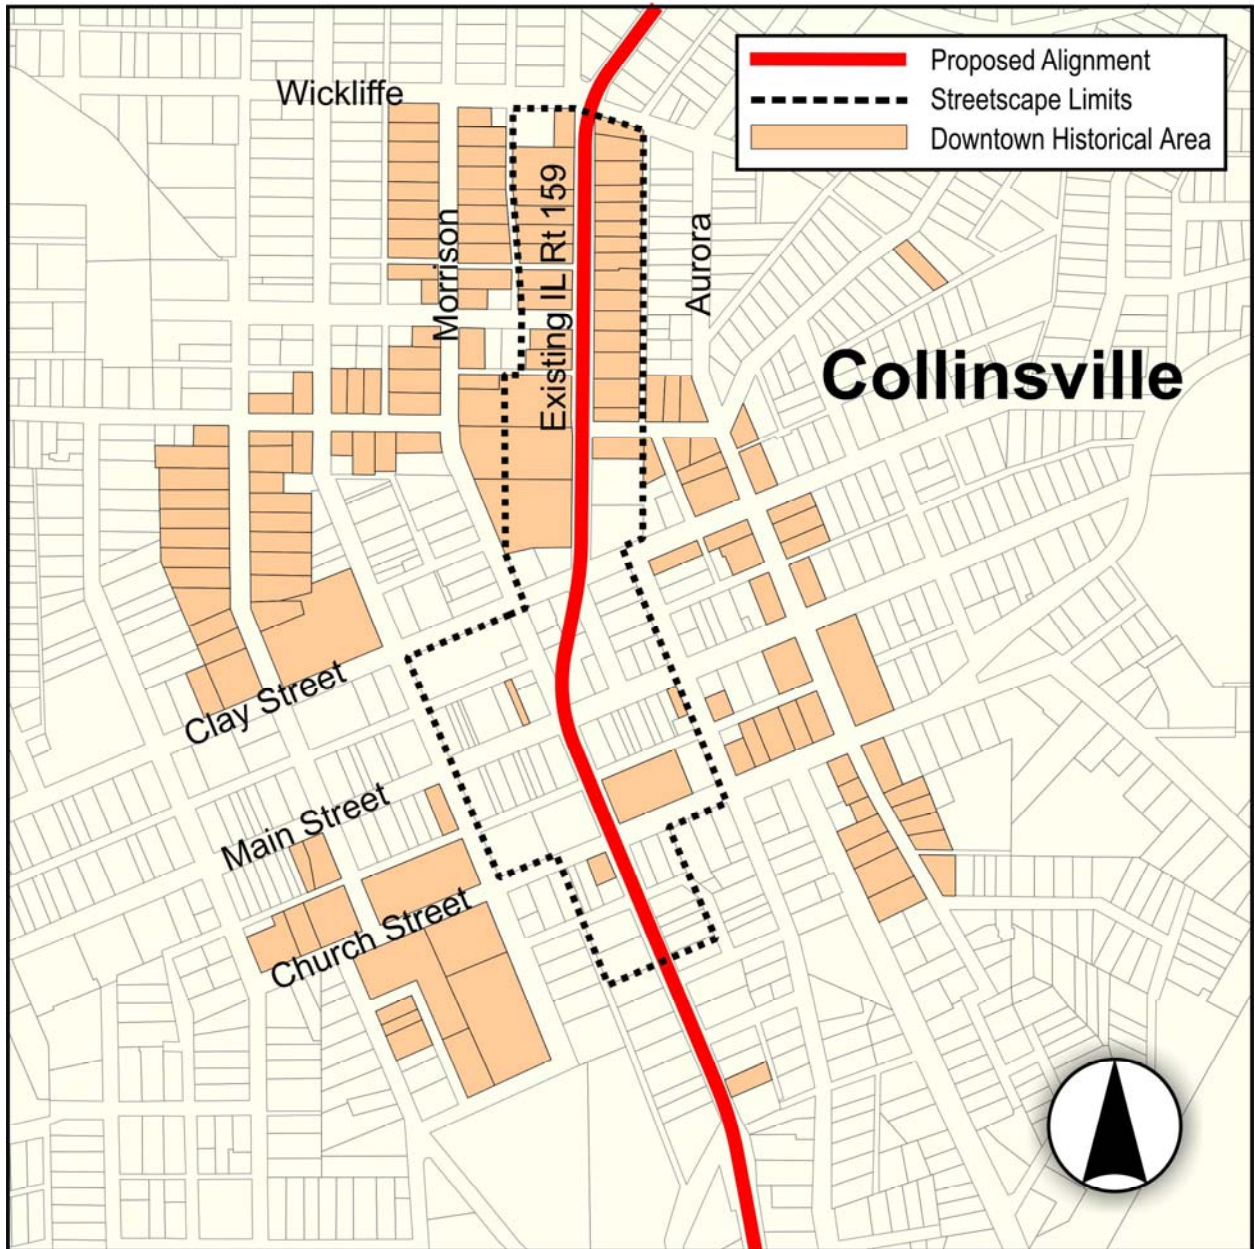 Proposed Alignment
Streetscape Limits
Downtown Historical Area
Wickliffe
Morrison
Existing IL Rt 159
Aurora
Collinsville
Clay Street
Main Street
Church Street